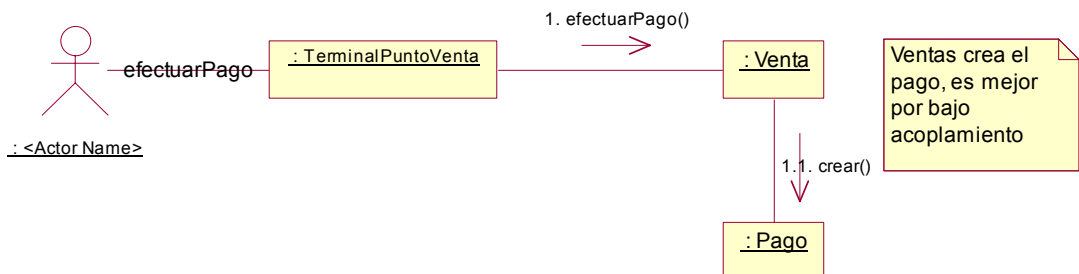 1. efectuarPago()
efectuarPago
: TerminalPuntoVenta
: Venta
Ventas crea el
pago, es mejor
por bajo
acoplamiento
: <Actor Name>
1.1. crear()
: Pago